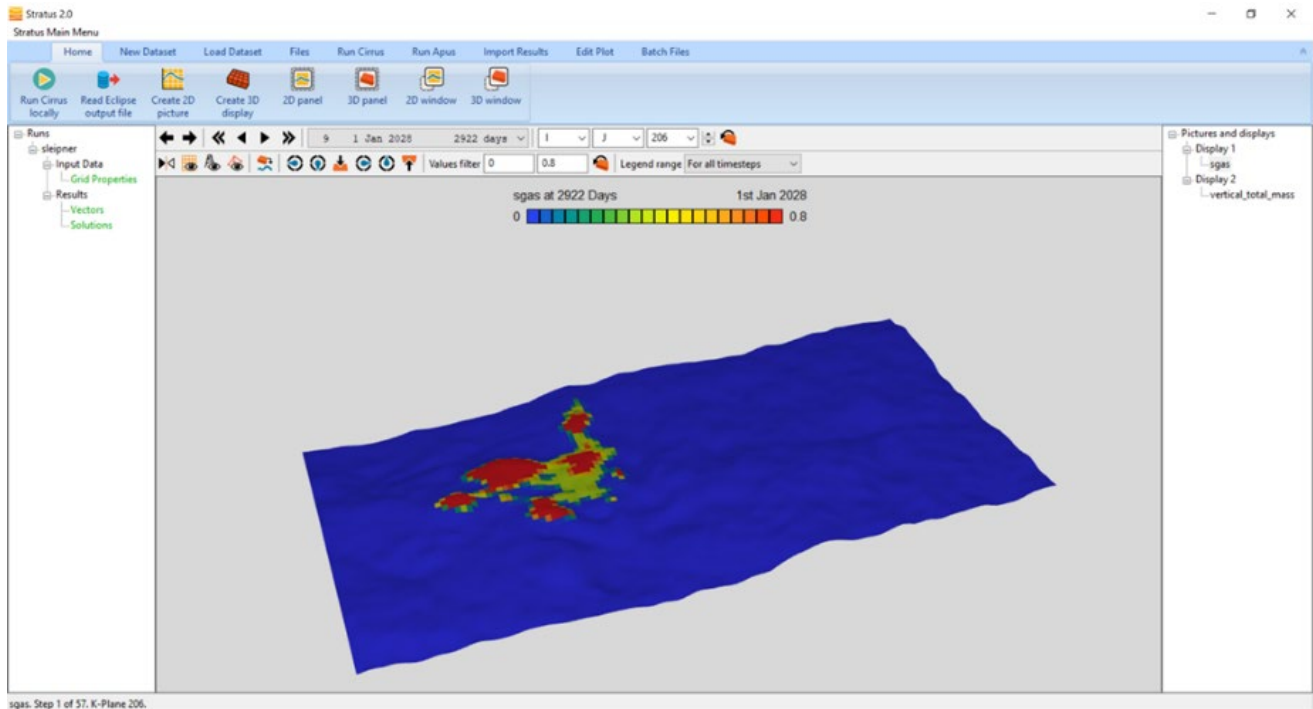 Stratus 2.0
Stratus Main Menu
Home New Dataset Load Dataset Files Run Cirrus Run Apus Import Results Edit Plot Batch Files
Run Cirrus locally
Read Eclipse output file
Create 2D picture
Create 3D display
2D panel
3D panel
2D window
3D window
Runs
sleipner
Input Data
Grid Properties
Results
Vectors
Solutions
9 1 Jan 2028 2922 days I J 206
Values filter 0 0.8 Legend range For all timesteps
sgas at 2922 Days 1st Jan 2028
0 0.8
Pictures and displays
Display 1
sgas
Display 2
vertical_total_mass
sgas. Step 1 of 57. K-Plane 206.